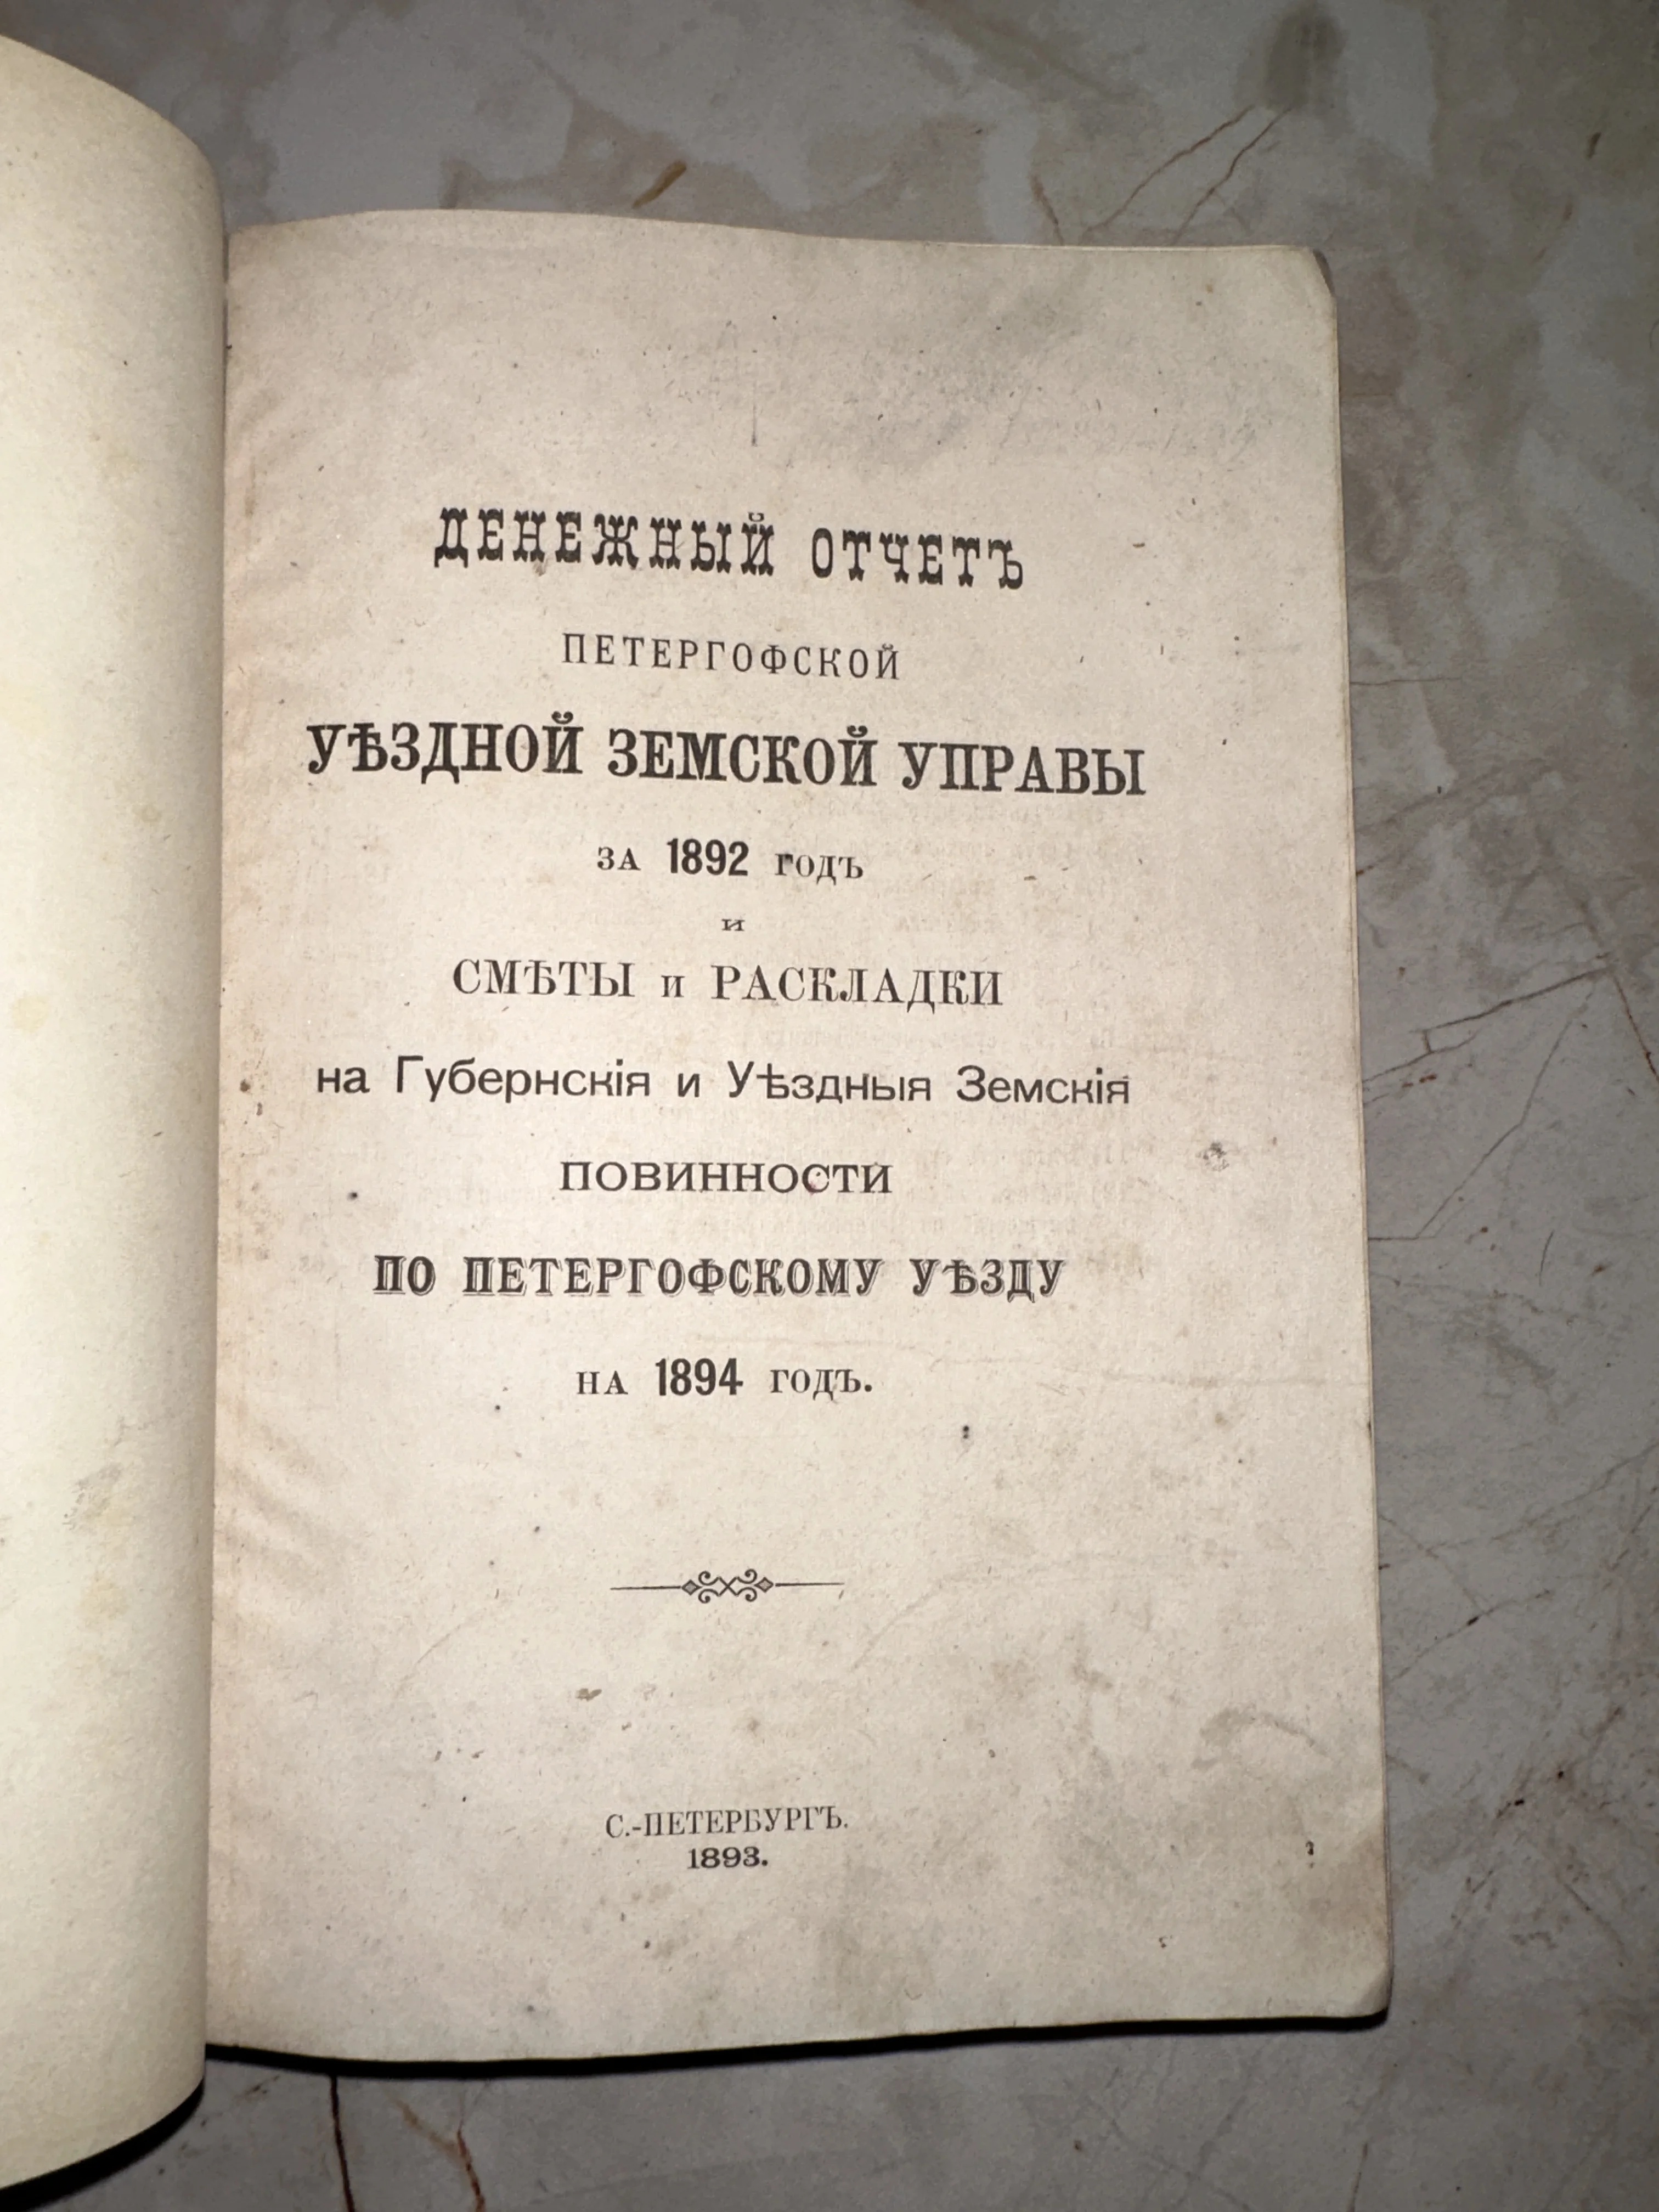 ДЕНЕЖНЫЙ ОТЧЕТЪ
ПЕТЕРГОФСКОЙ
УѢЗДНОЙ ЗЕМСКОЙ УПРАВЫ
ЗА 1892 ГОДЪ
и
СМѢТЫ и РАСКЛАДКИ
на Губернскія и Уѣздныя Земскія
ПОВИННОСТИ
ПО ПЕТЕРГОФСКОМУ УѢЗДУ
НА 1894 ГОДЪ.
С.-ПЕТЕРБУРГЪ.
1893.